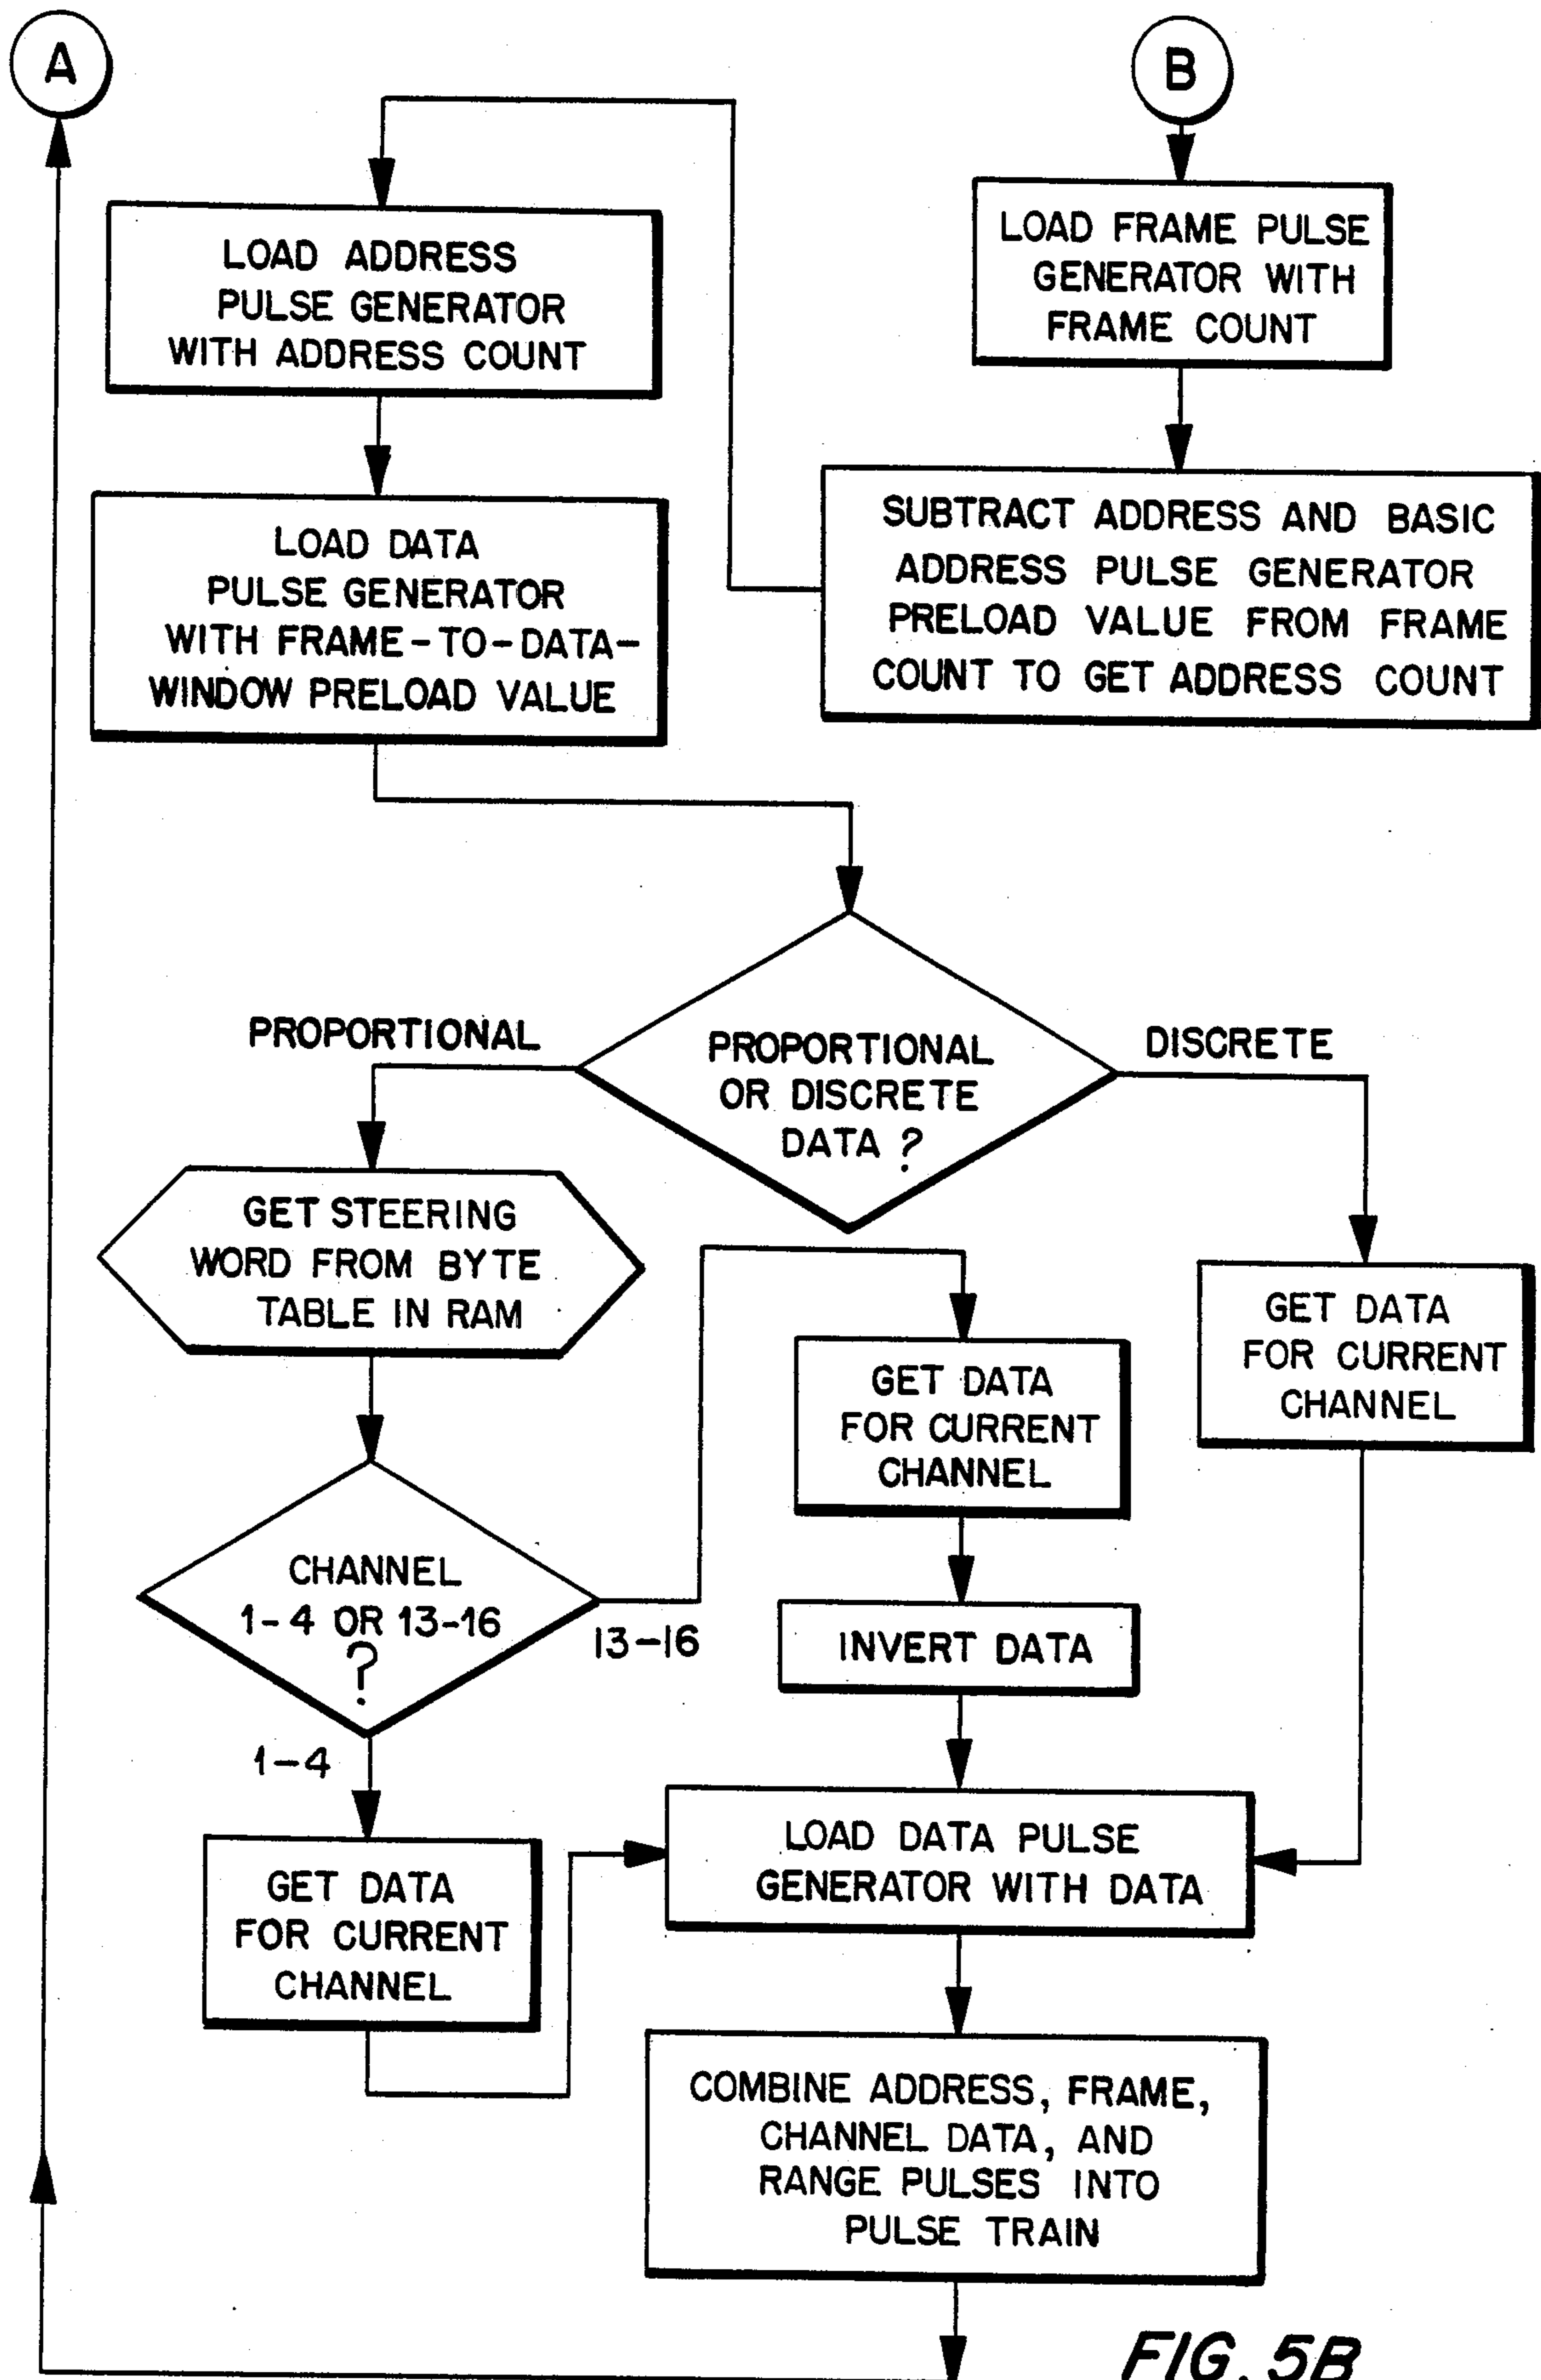 A
B
LOAD FRAME PULSE
GENERATOR WITH
FRAME COUNT
SUBTRACT ADDRESS AND BASIC
ADDRESS PULSE GENERATOR
PRELOAD VALUE FROM FRAME
COUNT TO GET ADDRESS COUNT
LOAD ADDRESS
PULSE GENERATOR
WITH ADDRESS COUNT
LOAD DATA
PULSE GENERATOR
WITH FRAME-TO-DATA-
WINDOW PRELOAD VALUE
PROPORTIONAL
OR DISCRETE
DATA ?
PROPORTIONAL
DISCRETE
GET STEERING
WORD FROM BYTE
TABLE IN RAM
CHANNEL
1-4 OR 13-16
?
13-16
1-4
GET DATA
FOR CURRENT
CHANNEL
GET DATA
FOR CURRENT
CHANNEL
INVERT DATA
GET DATA
FOR CURRENT
CHANNEL
LOAD DATA PULSE
GENERATOR WITH DATA
COMBINE ADDRESS, FRAME,
CHANNEL DATA, AND
RANGE PULSES INTO
PULSE TRAIN
FIG. 5B